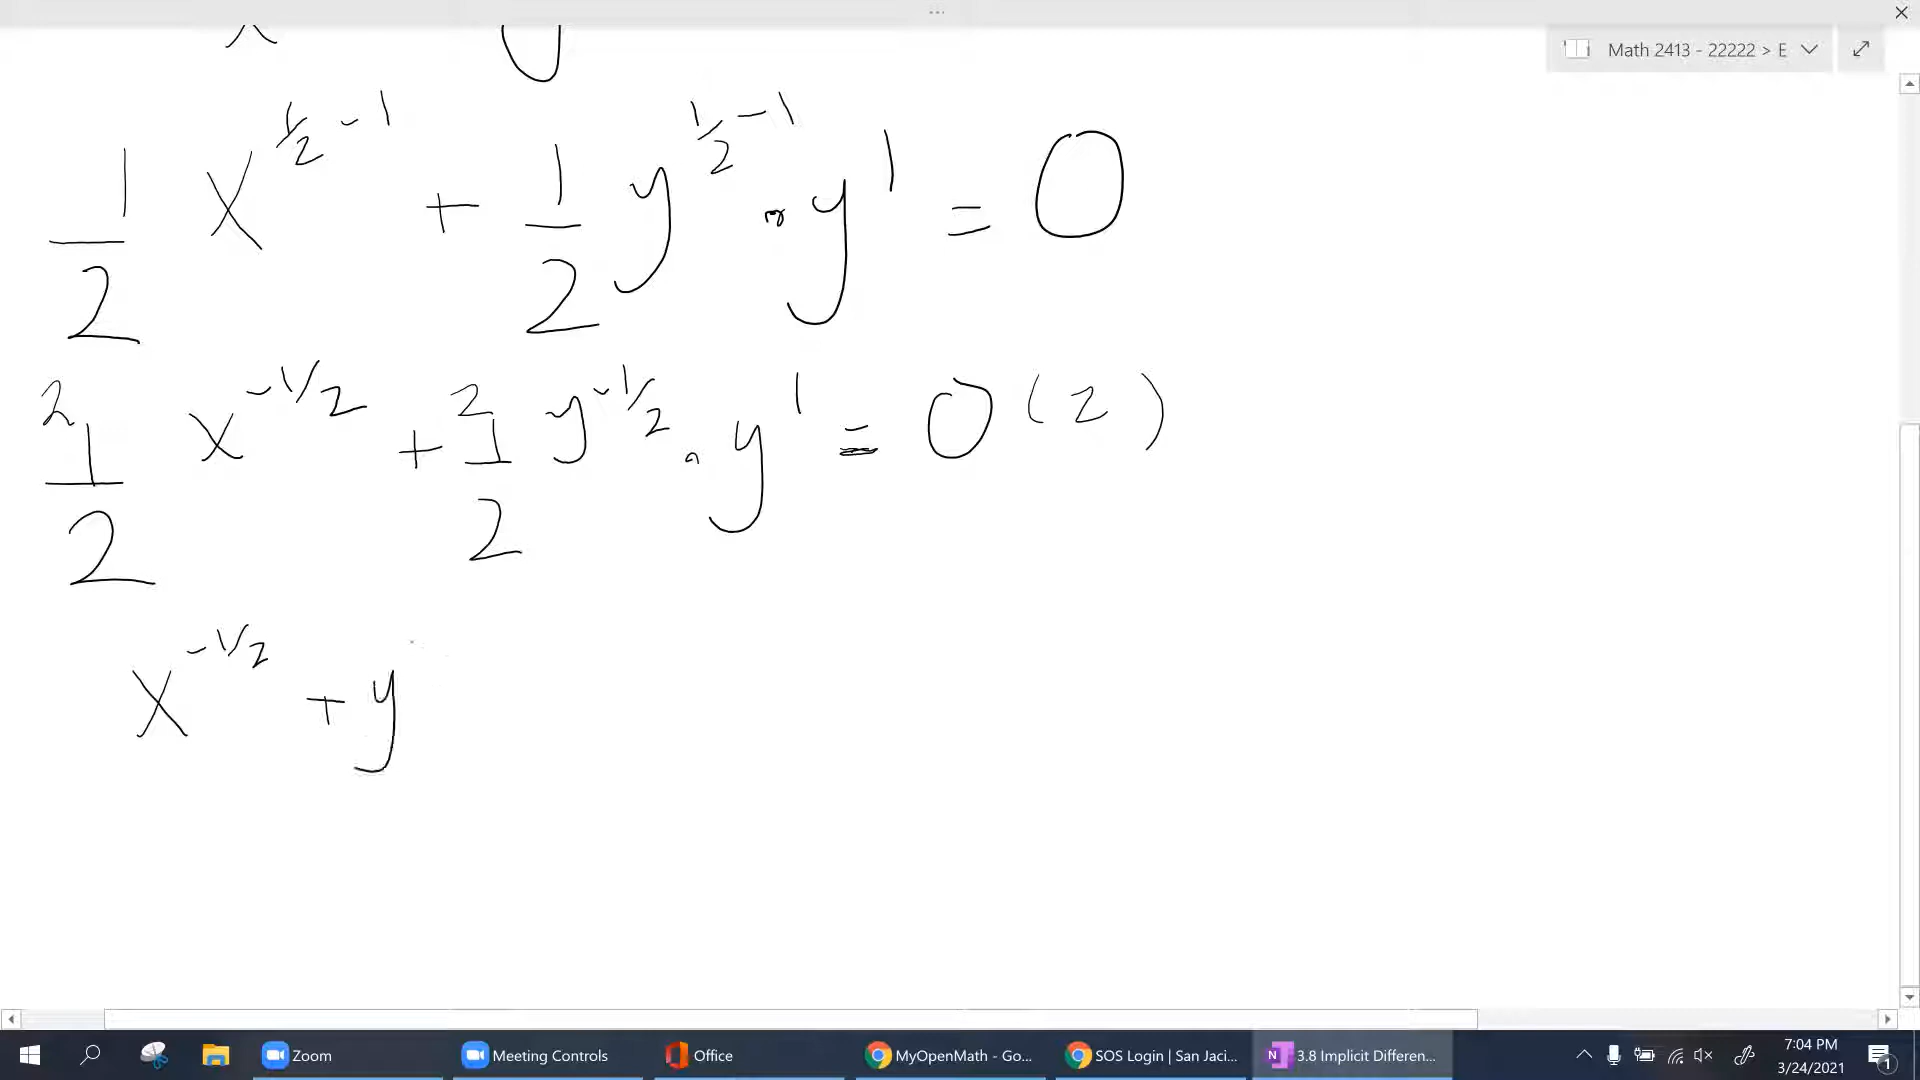 Math 2413 - 22222 > E
1/2 x^(1/2 - 1) + 1/2 y^(1/2 - 1) · y' = 0
2 1/2 x^(-1/2) + 2 1/2 y^(-1/2) · y' = 0 (2)
x^(-1/2) + y
Zoom
Meeting Controls
Office
MyOpenMath - Go...
SOS Login | San Jaci...
3.8 Implicit Differen...
7:04 PM
3/24/2021
1